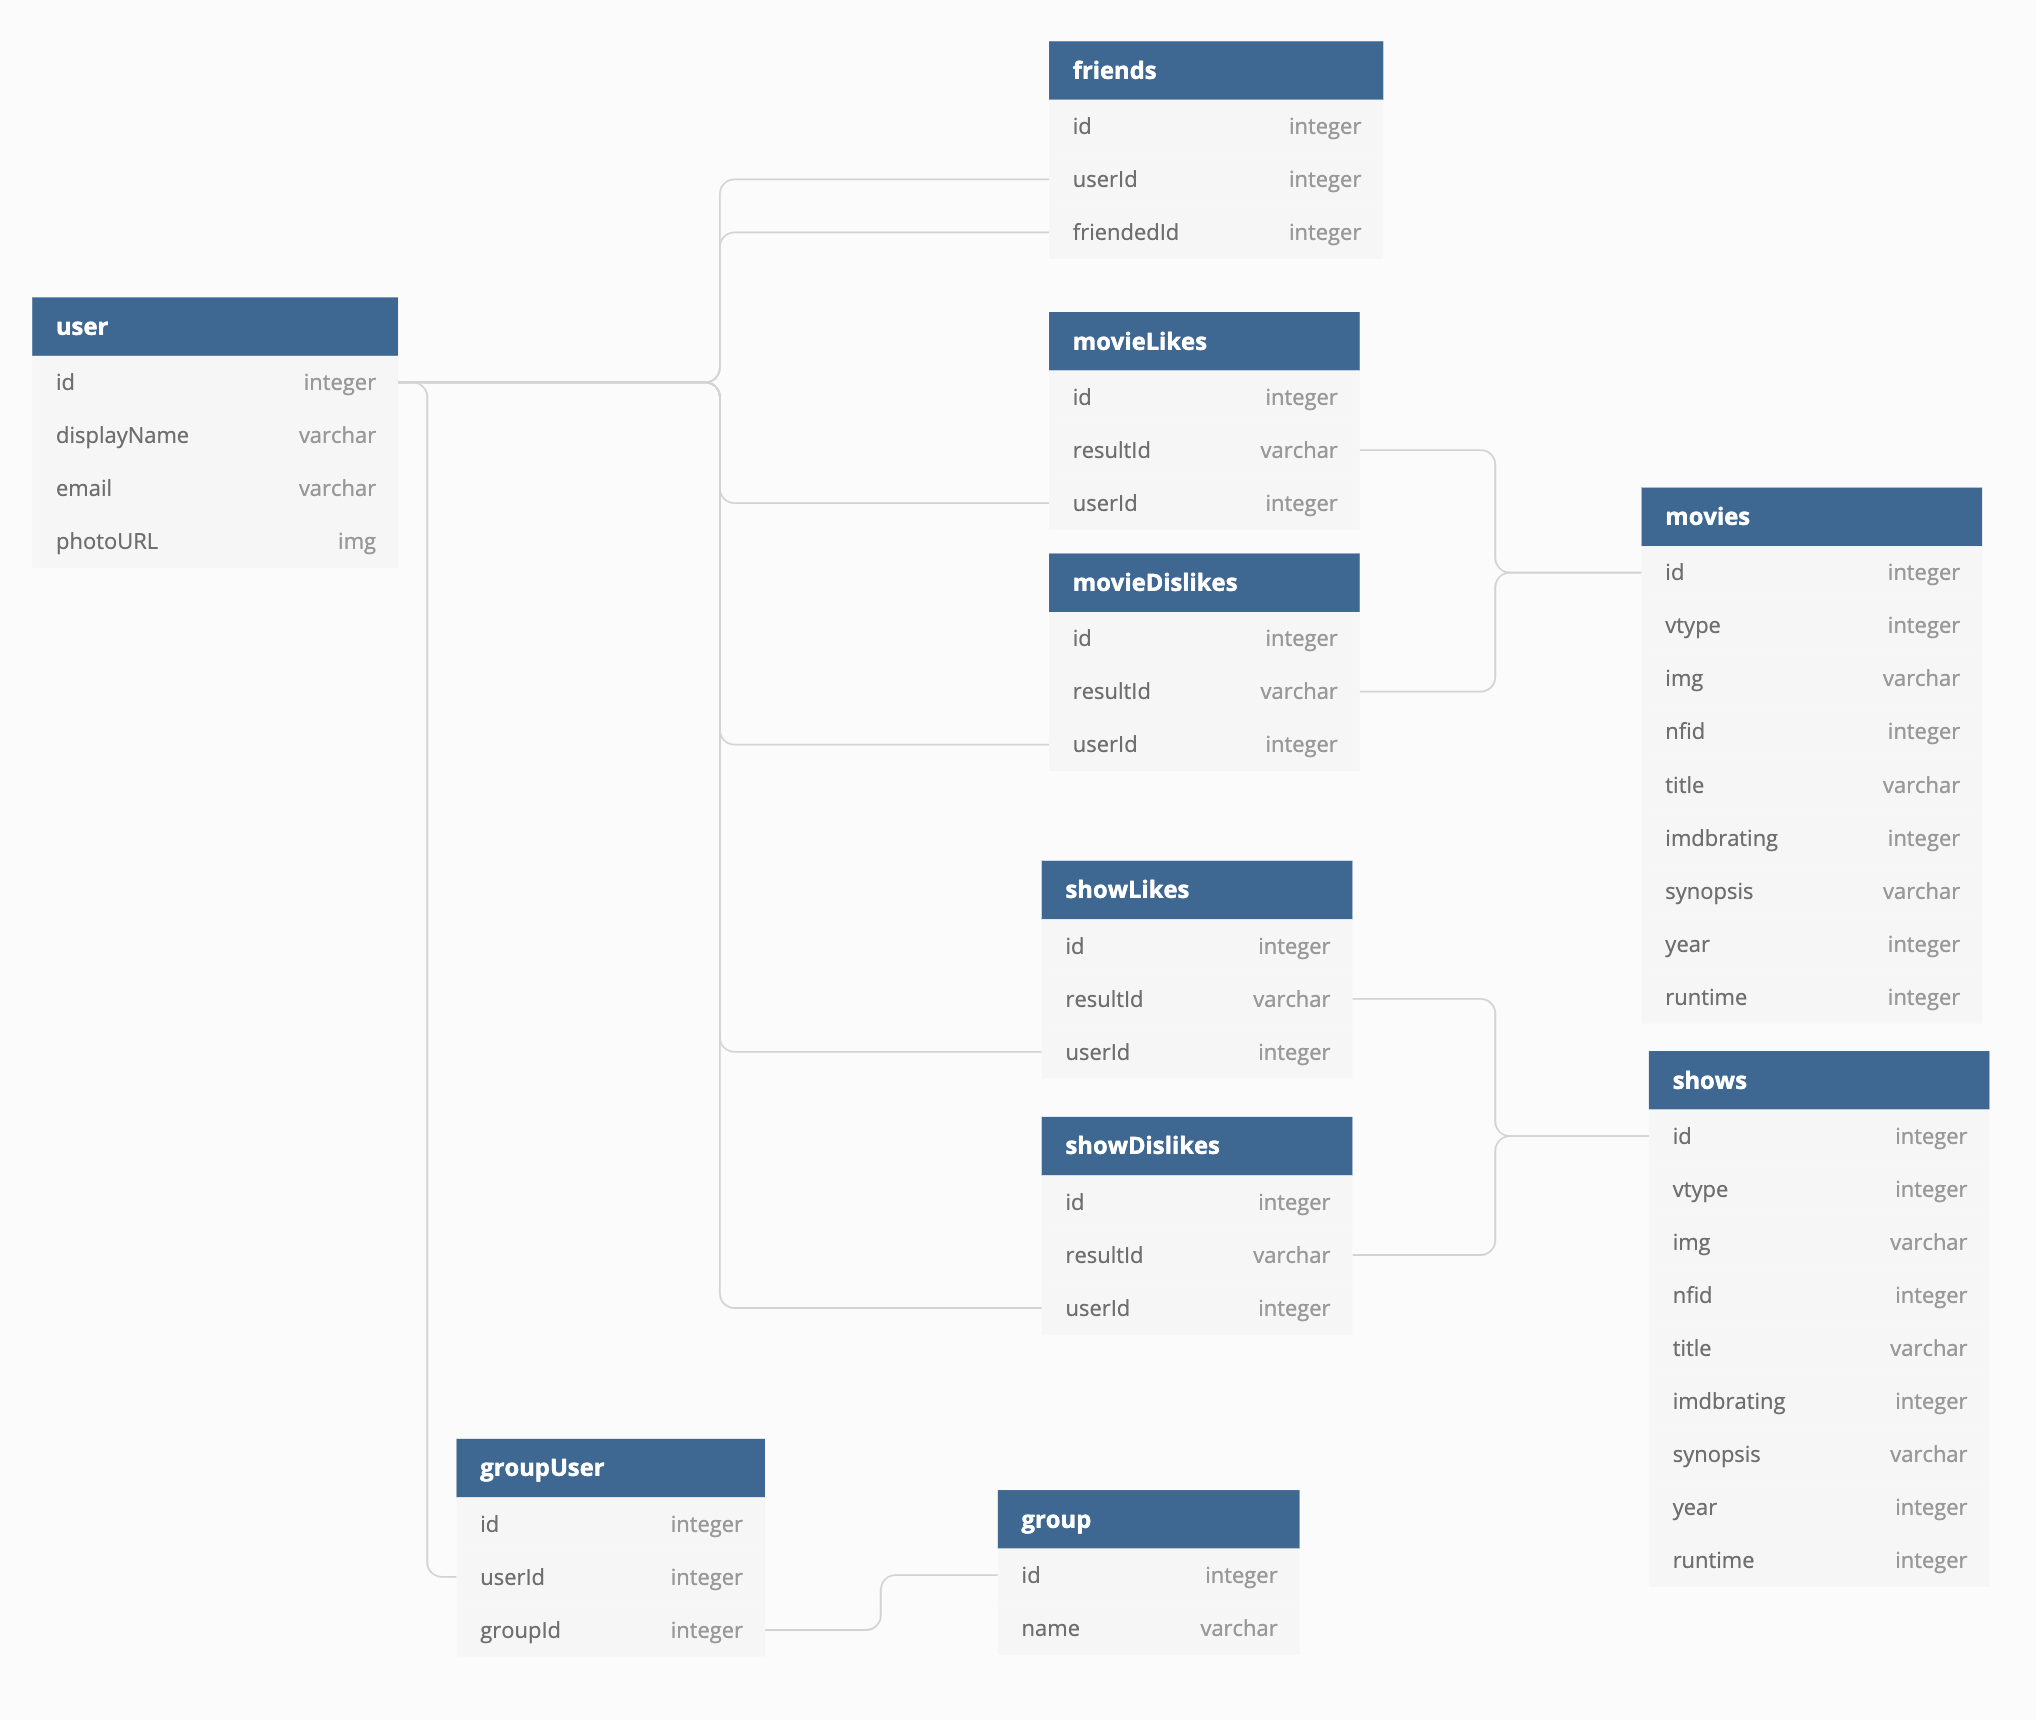 friends
id integer
userId integer
friendedId integer
user
id integer
displayName varchar
email varchar
photoURL img
movieLikes
id integer
resultId varchar
userId integer
movieDislikes
id integer
resultId varchar
userId integer
movies
id integer
vtype integer
img varchar
nfid integer
title varchar
imdbrating integer
synopsis varchar
year integer
runtime integer
showLikes
id integer
resultId varchar
userId integer
showDislikes
id integer
resultId varchar
userId integer
shows
id integer
vtype integer
img varchar
nfid integer
title varchar
imdbrating integer
synopsis varchar
year integer
runtime integer
groupUser
id integer
userId integer
groupId integer
group
id integer
name varchar